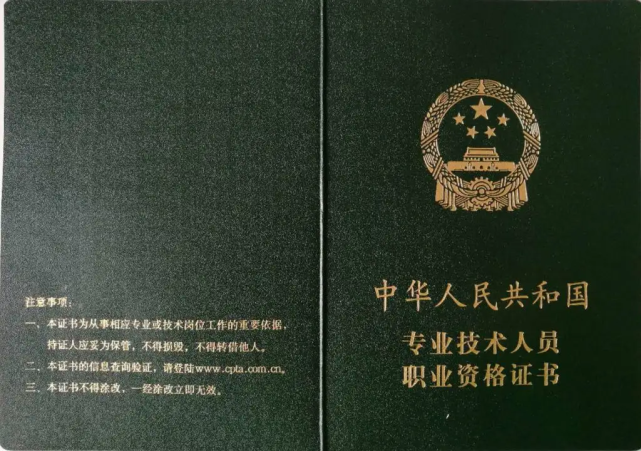 注意事项：
一、本证书为从事相应专业或技术岗位工作的重要依据，
持证人应妥为保管，不得损毁，不得转借他人。
二、本证书的信息查询验证，请登陆www.cpta.com.cn。
三、本证书不得涂改，一经涂改立即无效。
中华人民共和国
专业技术人员
职业资格证书